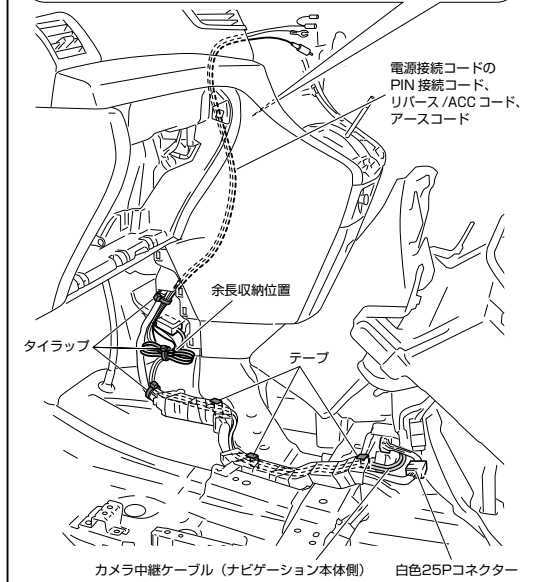 電源接続コードの
PIN 接続コード、
リバース /ACC コード、
アースコード
余長収納位置
タイラップ
テープ
カメラ中継ケーブル（ナビゲーション本体側）
白色25Pコネクター